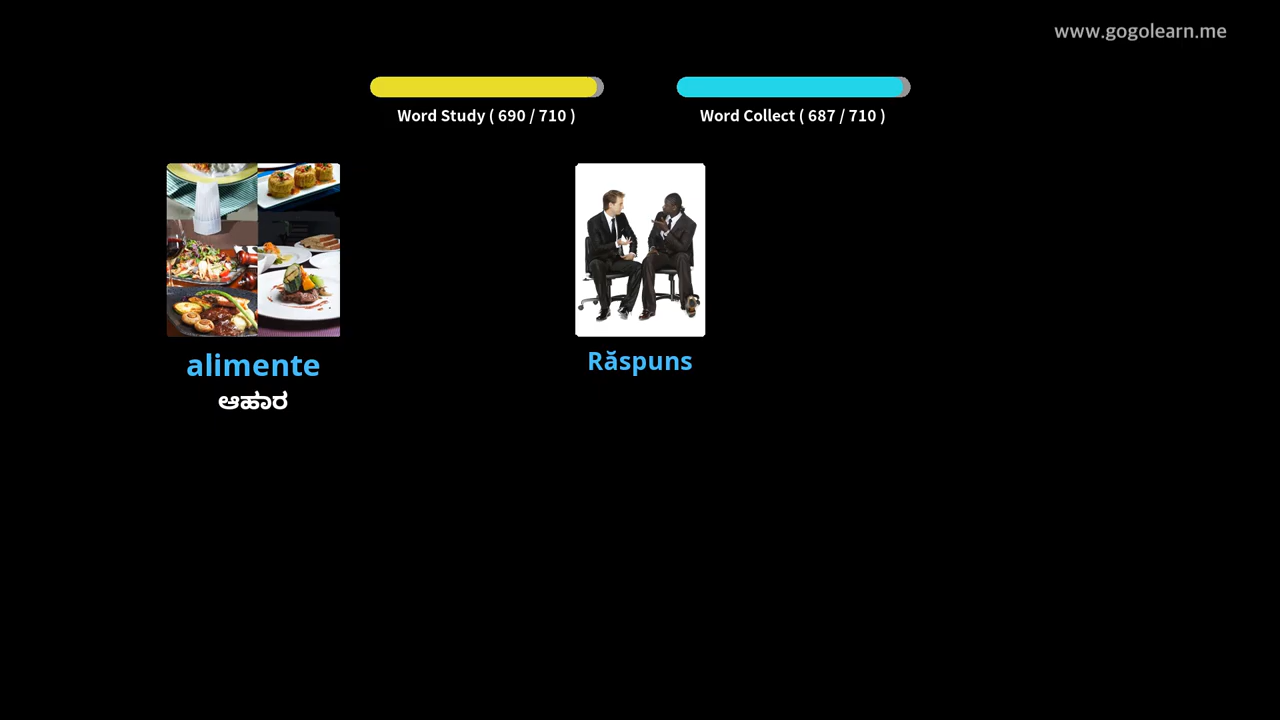 www.gogolearn.me
Word Study ( 690 / 710 )
Word Collect ( 687 / 710 )
alimente
ಆಹಾರ
Răspuns